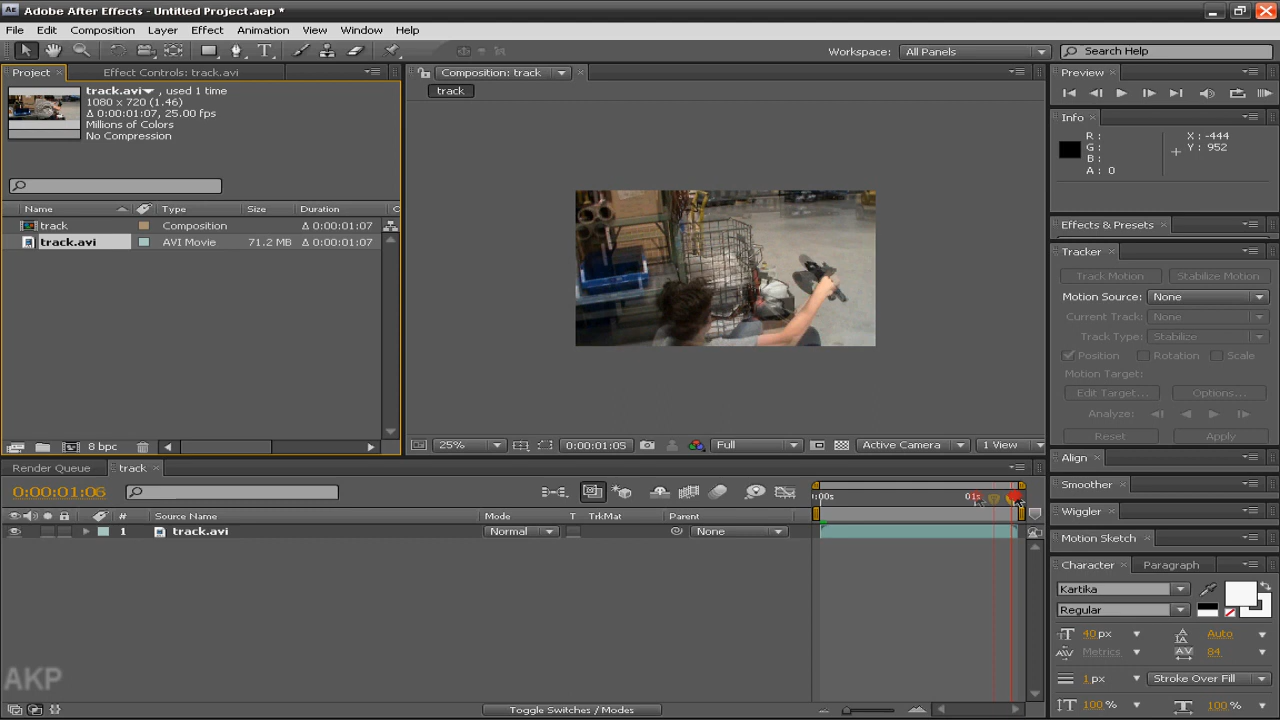 Ae Adobe After Effects - Untitled Project.aep *
File Edit Composition Layer Effect Animation View Window Help
Workspace: All Panels Search Help
Project Effect Controls: track.avi
Composition: track
track
track.avi, used 1 time
1080 x 720 (1.46)
Δ 0:00:01:07, 25.00 fps
Millions of Colors
No Compression
Name Type Size Duration
track Composition Δ 0:00:01:07
track.avi AVI Movie 71.2 MB Δ 0:00:01:07
8 bpc
25% 0:00:01:05 Full Active Camera 1 View
Preview
Info
R : X : -444
G : Y : 952
B :
A : 0
Effects & Presets
Tracker
Track Motion Stabilize Motion
Motion Source: None
Current Track: None
Track Type: Stabilize
Position Rotation Scale
Motion Target:
Edit Target... Options...
Analyze:
Reset Apply
Align
Smoother
Wiggler
Motion Sketch
Character Paragraph
Kartika
Regular
40 px Auto
Metrics 84
1 px Stroke Over Fill
100 % 100 %
Render Queue track
0:00:01:06
:00s 01s
# Source Name Mode T TrkMat Parent
1 track.avi Normal None
AKP
Toggle Switches / Modes